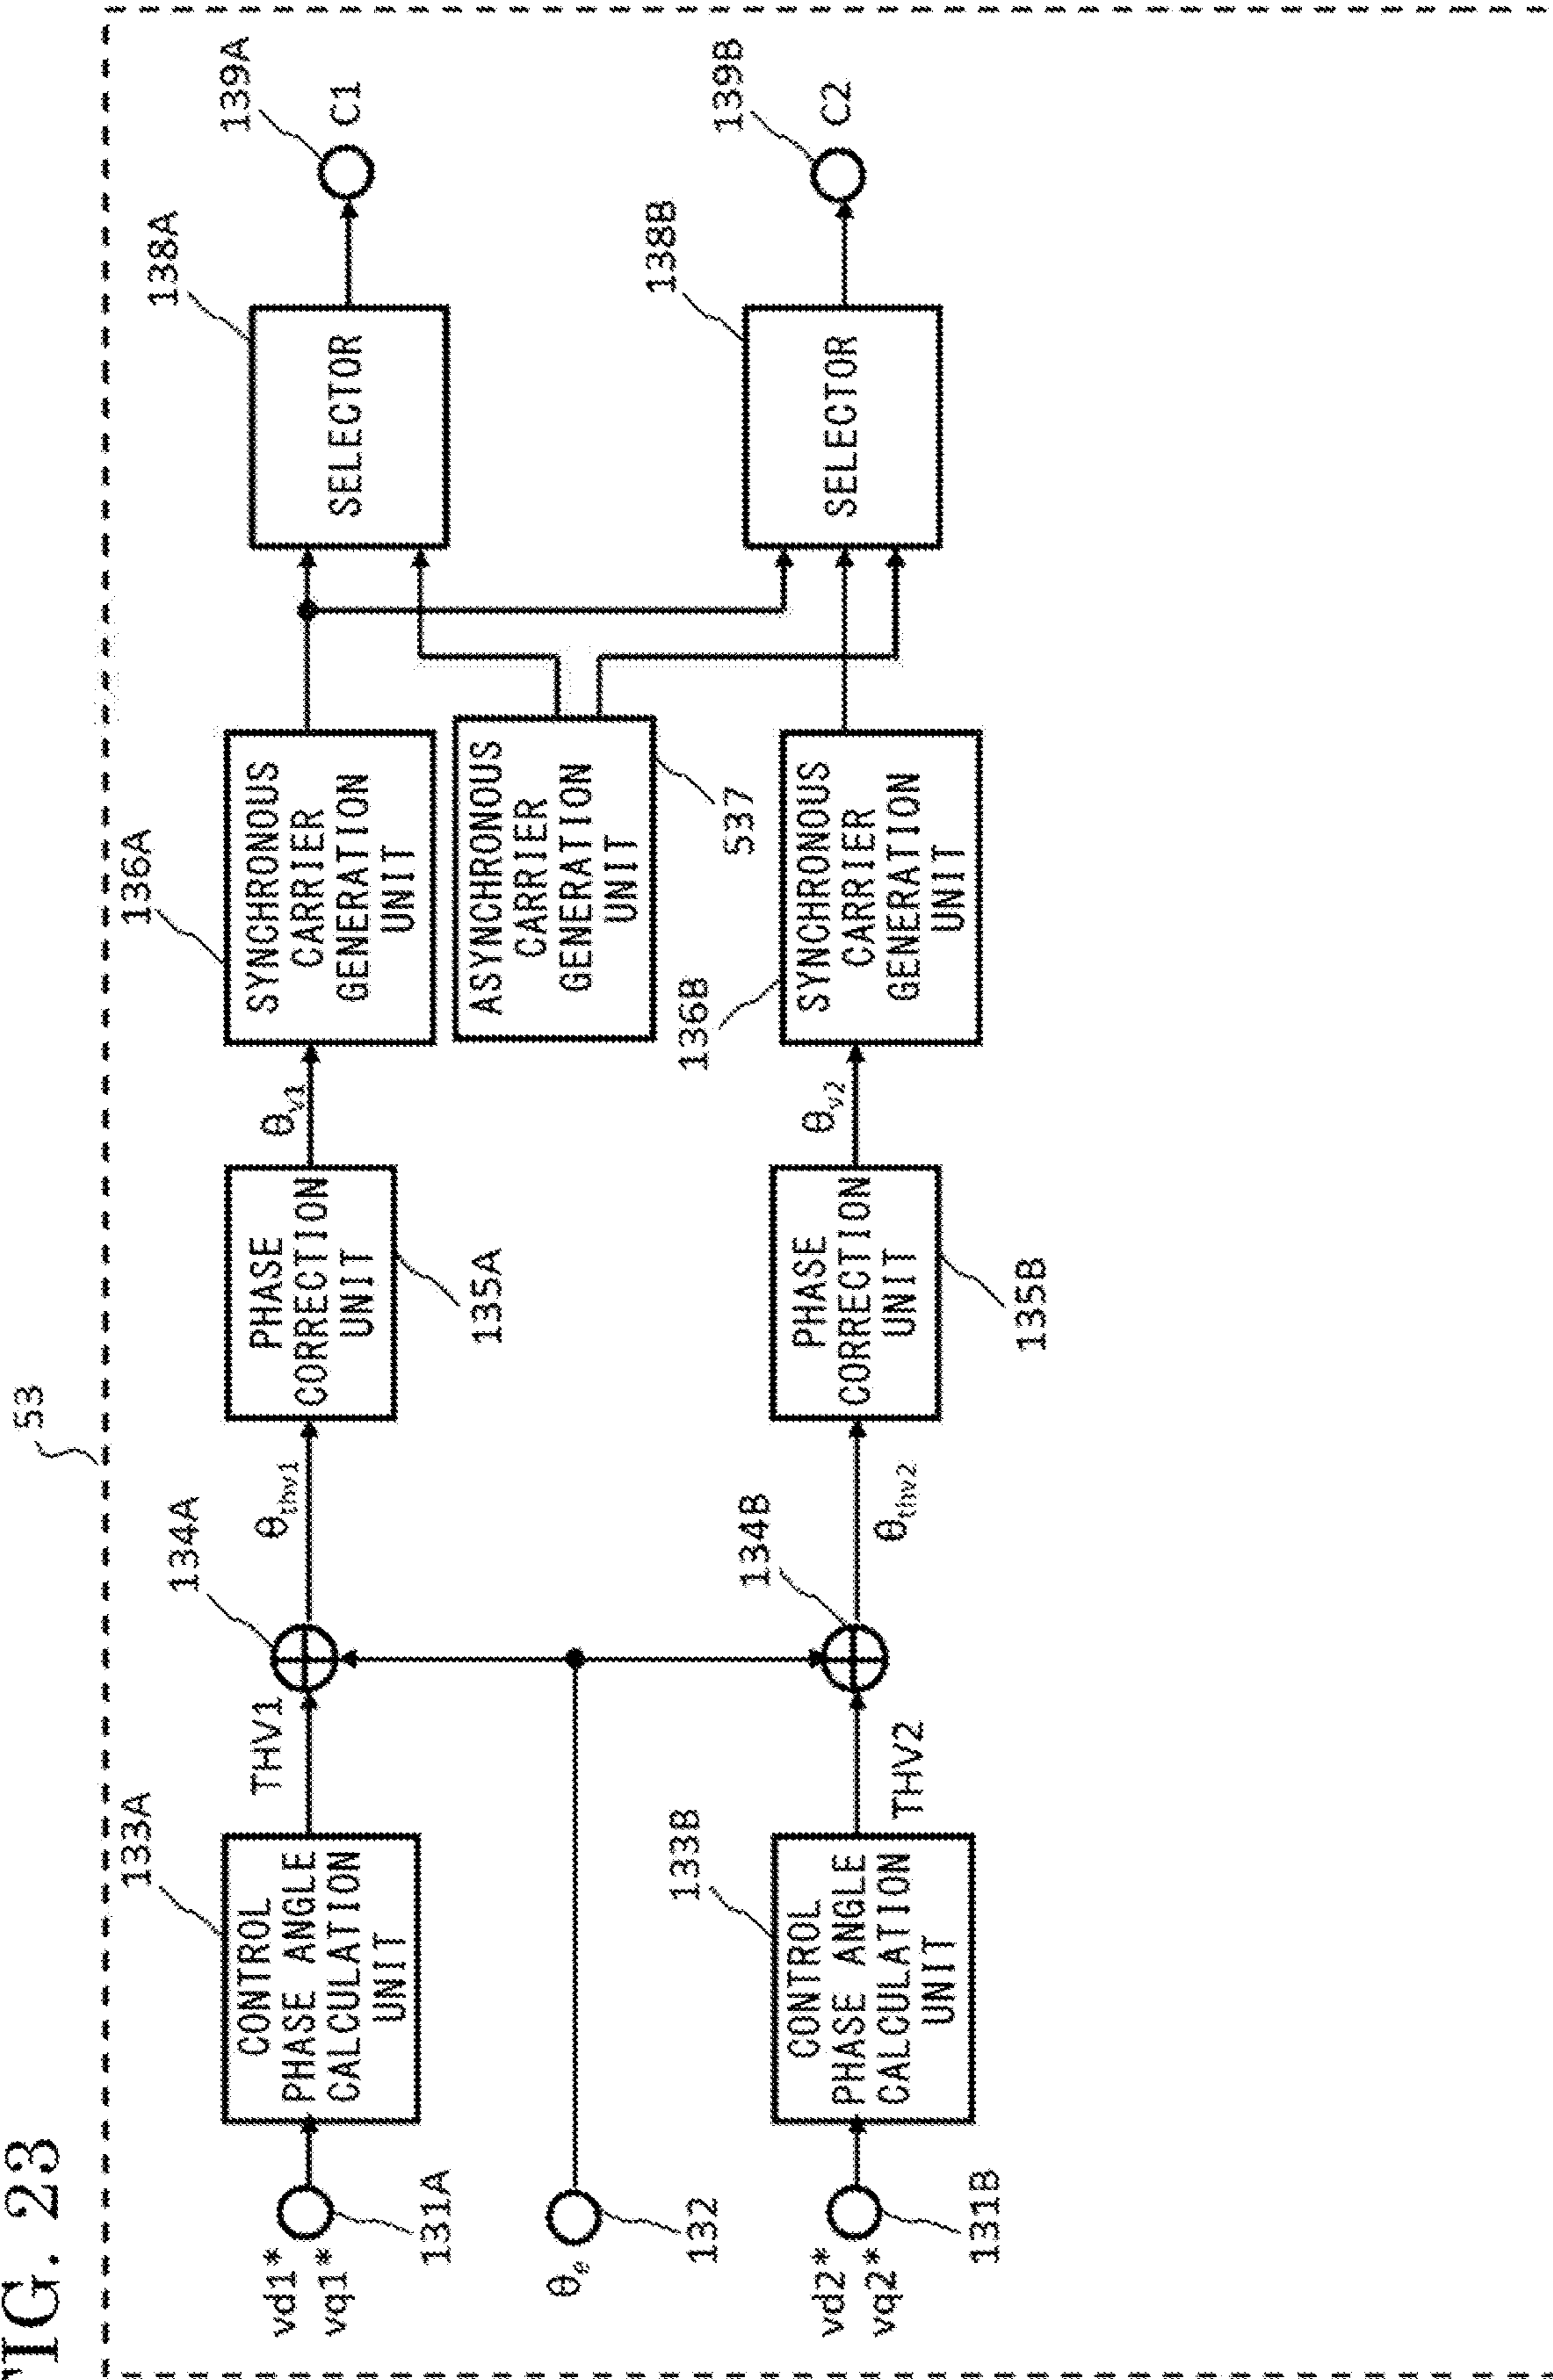 FIG. 23
53
vd1*
vq1*
131A
133A
CONTROL
PHASE ANGLE
CALCULATION
UNIT
THV1
134A
θthv1
PHASE
CORRECTION
UNIT
135A
θv1
136A
SYNCHRONOUS
CARRIER
GENERATION
UNIT
138A
SELECTOR
139A
C1
θe
132
ASYNCHRONOUS
CARRIER
GENERATION
UNIT
537
vd2*
vq2*
131B
133B
CONTROL
PHASE ANGLE
CALCULATION
UNIT
THV2
134B
θthv2
PHASE
CORRECTION
UNIT
135B
θv2
136B
SYNCHRONOUS
CARRIER
GENERATION
UNIT
138B
SELECTOR
139B
C2